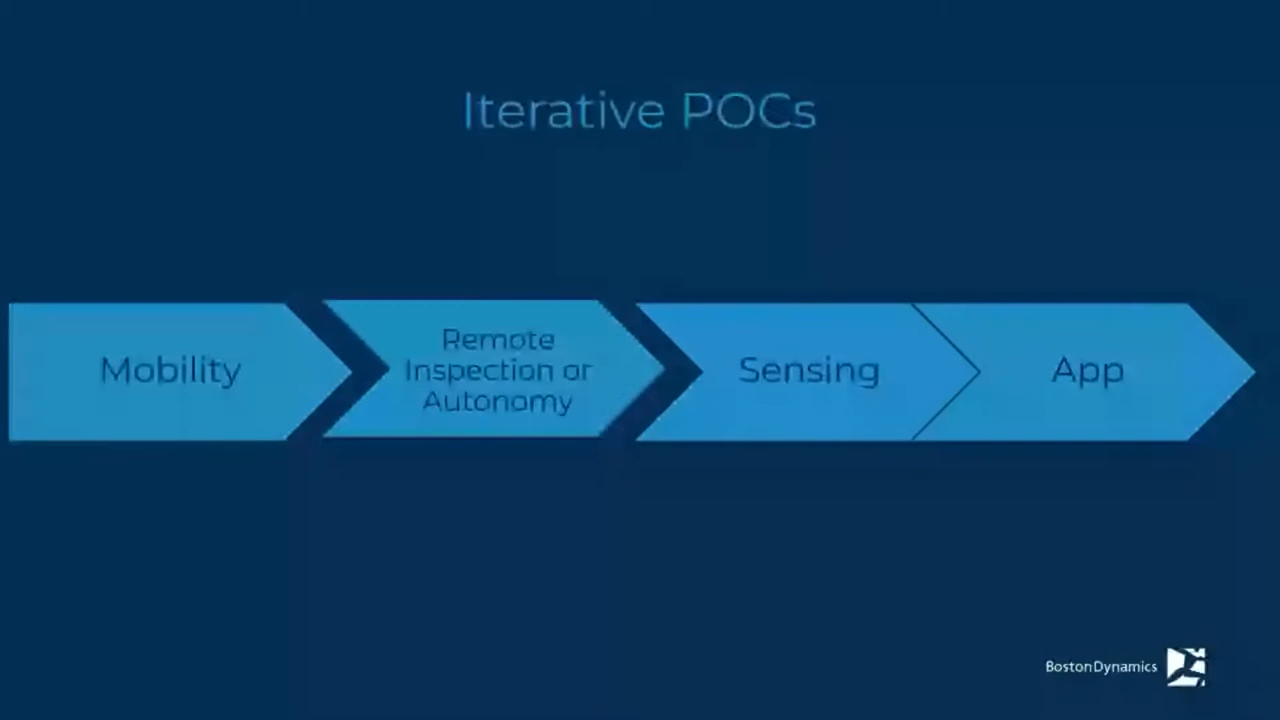 Iterative POCs
Mobility
Remote
Inspection or
Autonomy
Sensing
App
BostonDynamics